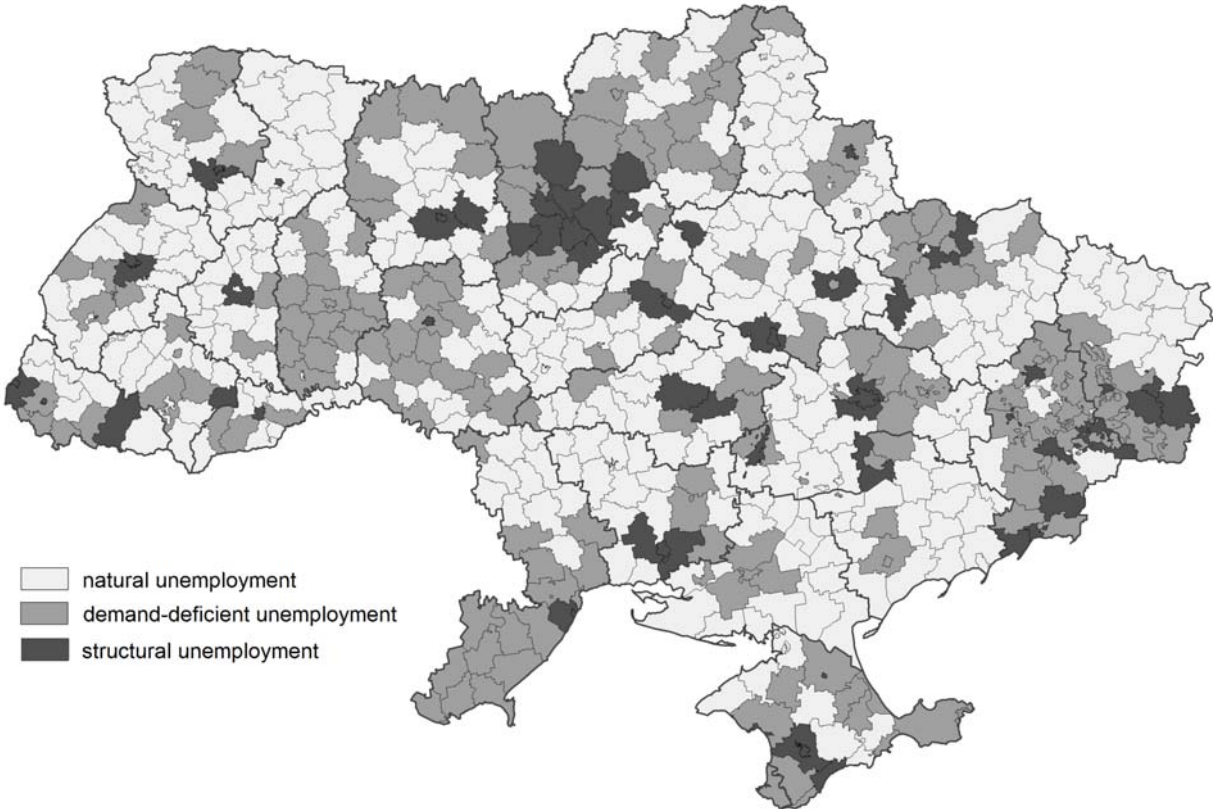 natural unemployment
demand-deficient unemployment
structural unemployment